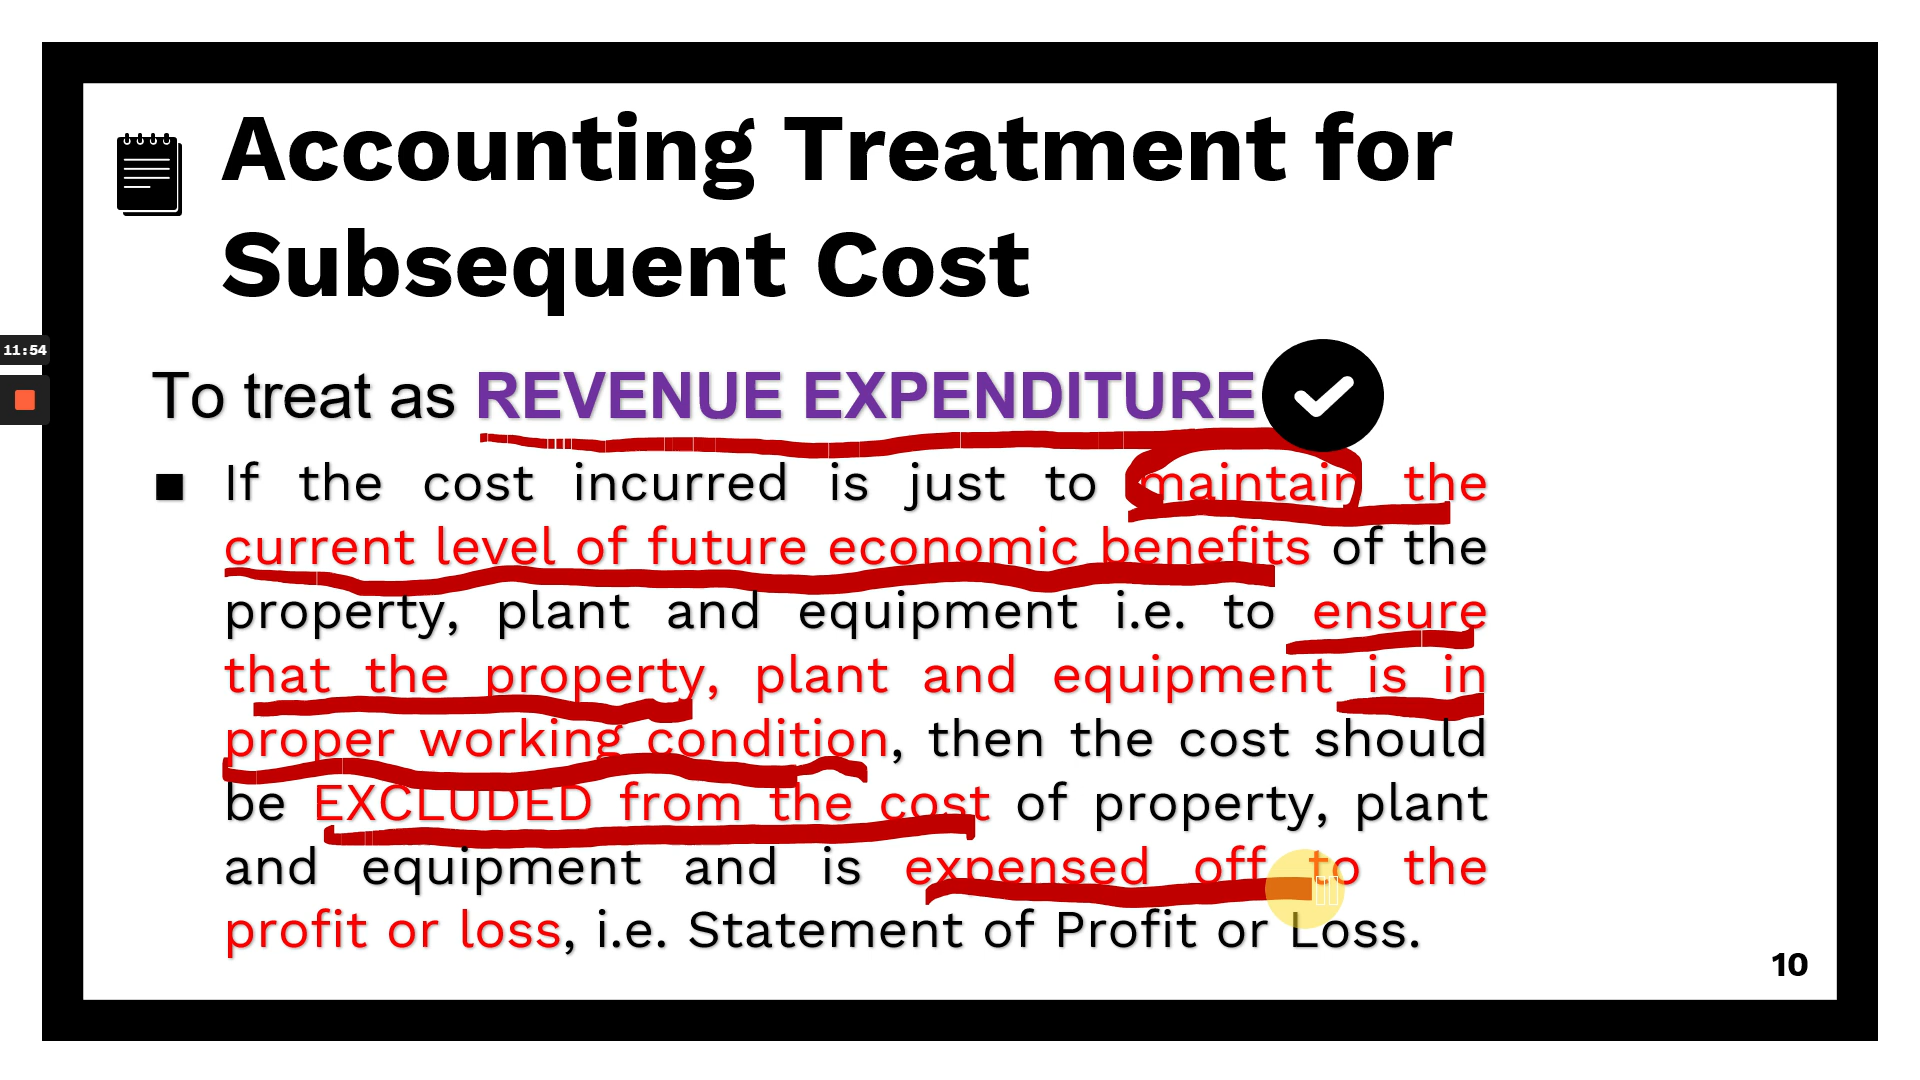 Accounting Treatment for
Subsequent Cost
11:54
To treat as REVENUE EXPENDITURE
■ If the cost incurred is just to maintain the
current level of future economic benefits of the
property, plant and equipment i.e. to ensure
that the property, plant and equipment is in
proper working condition, then the cost should
be EXCLUDED from the cost of property, plant
and equipment and is expensed off to the
profit or loss, i.e. Statement of Profit or Loss.
10